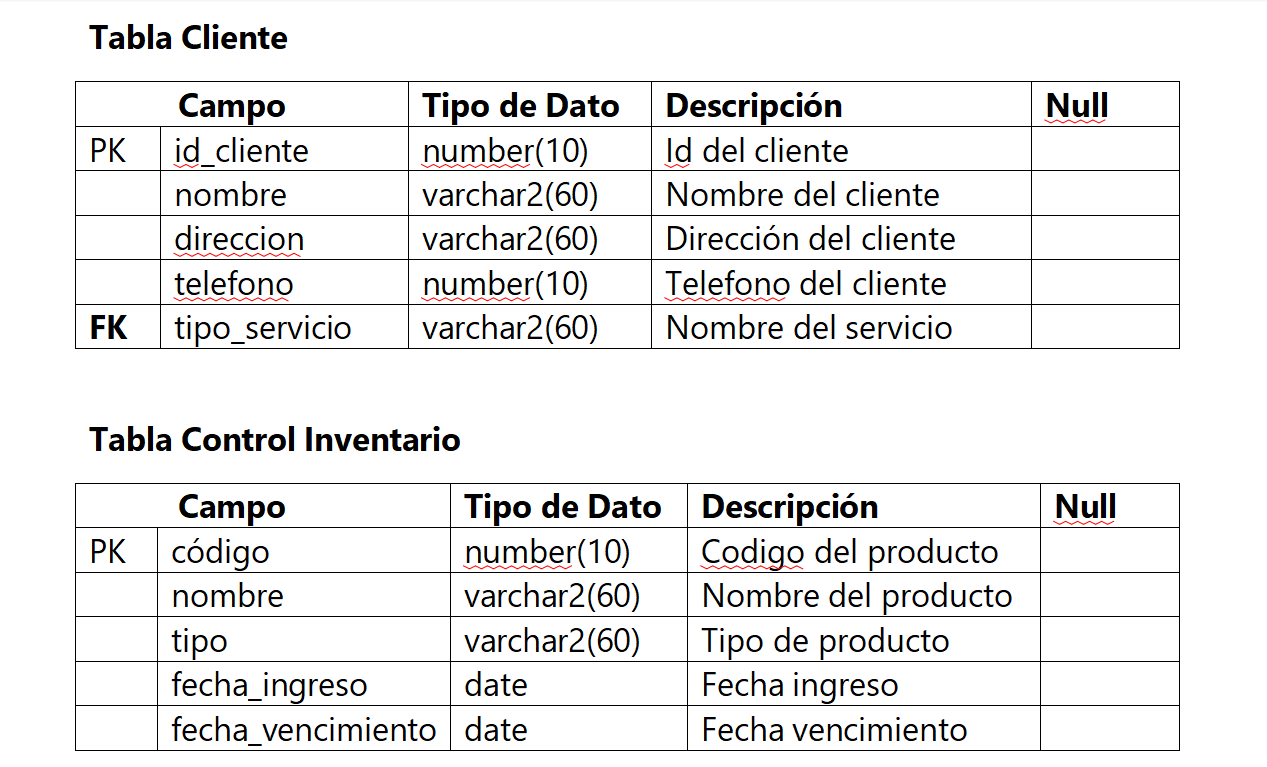 Tabla Cliente
Campo Tipo de Dato Descripción Null
PK id_cliente number(10) Id del cliente
nombre varchar2(60) Nombre del cliente
direccion varchar2(60) Dirección del cliente
telefono number(10) Telefono del cliente
FK tipo_servicio varchar2(60) Nombre del servicio
Tabla Control Inventario
Campo Tipo de Dato Descripción Null
PK código number(10) Codigo del producto
nombre varchar2(60) Nombre del producto
tipo varchar2(60) Tipo de producto
fecha_ingreso date Fecha ingreso
fecha_vencimiento date Fecha vencimiento